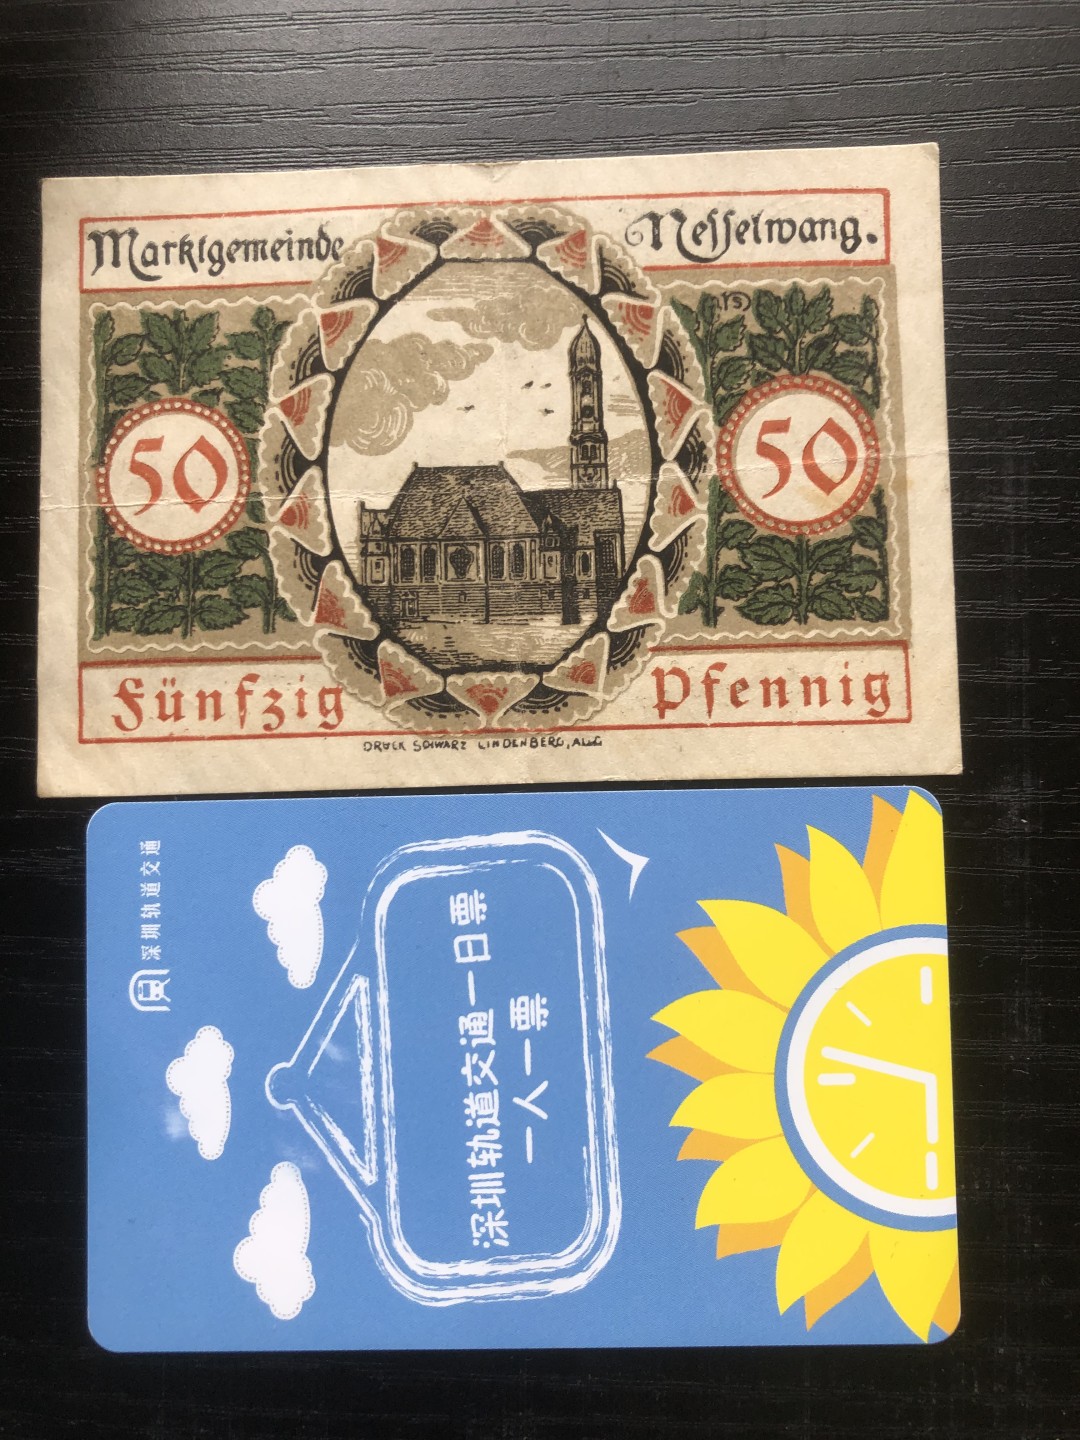 Marktgemeinde Nesselwang.
50 50
Fünfzig Pfennig
DRUCK SCHWARZ LINDENBERG, ALLG
深圳轨道交通
深圳轨道交通一日票
一人一票